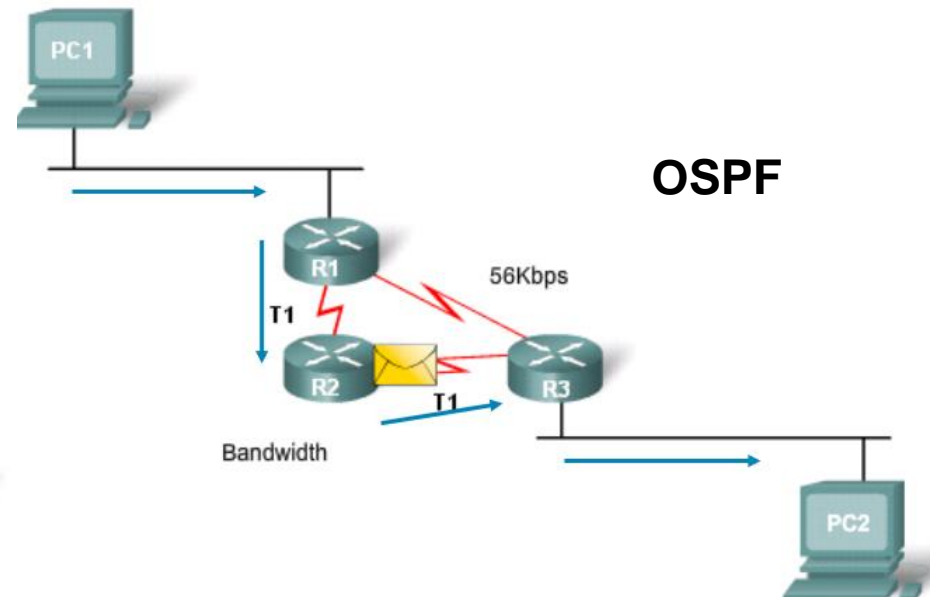 PC1
OSPF
R1
56Kbps
T1
R2
R3
T1
Bandwidth
PC2